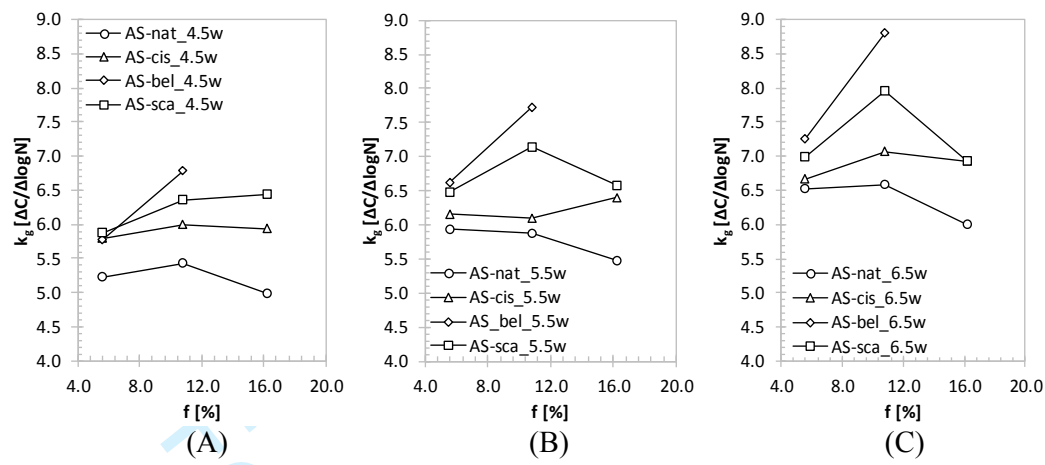 9.0
8.5
8.0
7.5
7.0
6.5
6.0
5.5
5.0
4.5
4.0
kg [ΔC/ΔlogN]
AS-nat_4.5w
AS-cis_4.5w
AS-bel_4.5w
AS-sca_4.5w
4.0 8.0 12.0 16.0 20.0
f [%]
(A)
9.0
8.5
8.0
7.5
7.0
6.5
6.0
5.5
5.0
4.5
4.0
kg [ΔC/ΔlogN]
AS-nat_5.5w
AS-cis_5.5w
AS_bel_5.5w
AS-sca_5.5w
4.0 8.0 12.0 16.0 20.0
f [%]
(B)
9.0
8.5
8.0
7.5
7.0
6.5
6.0
5.5
5.0
4.5
4.0
kg [ΔC/ΔlogN]
AS-nat_6.5w
AS-cis_6.5w
AS-bel_6.5w
AS-sca_6.5w
4.0 8.0 12.0 16.0 20.0
f [%]
(C)